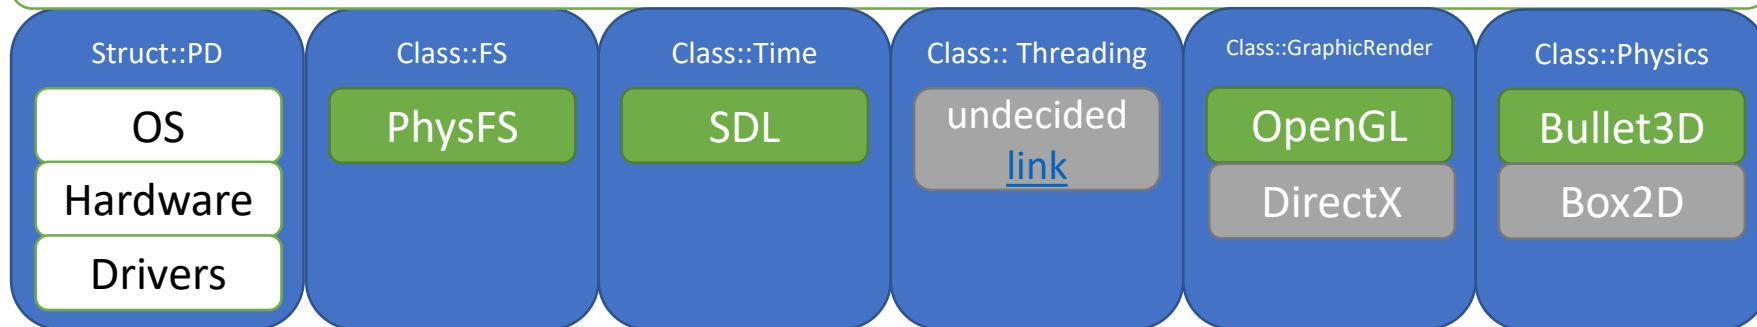 Struct::PD
OS
Hardware
Drivers
Class::FS
PhysFS
Class::Time
SDL
Class:: Threading
undecided
link
Class::GraphicRender
OpenGL
DirectX
Class::Physics
Bullet3D
Box2D